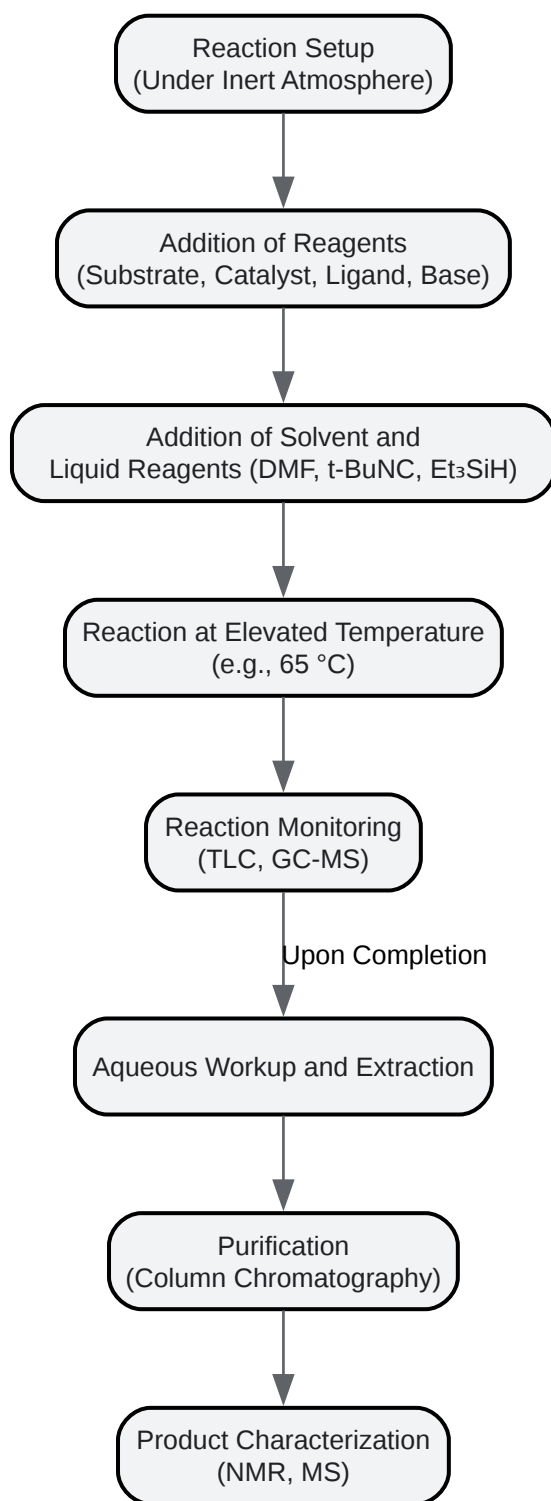 Reaction Setup
(Under Inert Atmosphere)
Addition of Reagents
(Substrate, Catalyst, Ligand, Base)
Addition of Solvent and
Liquid Reagents (DMF, t-BuNC, Et₃SiH)
Reaction at Elevated Temperature
(e.g., 65 °C)
Reaction Monitoring
(TLC, GC-MS)
Upon Completion
Aqueous Workup and Extraction
Purification
(Column Chromatography)
Product Characterization
(NMR, MS)